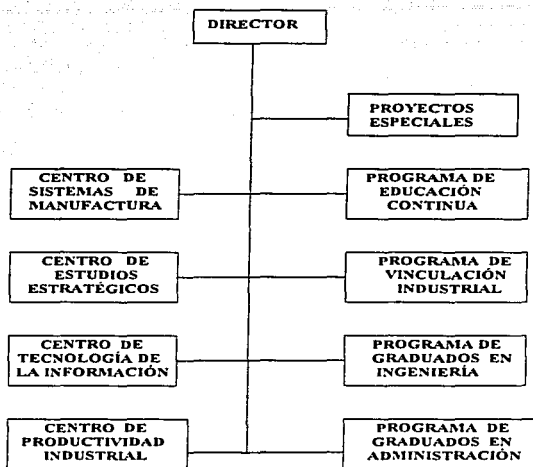 DIRECTOR
PROYECTOS
ESPECIALES
CENTRO DE
SISTEMAS DE
MANUFACTURA
PROGRAMA DE
EDUCACIÓN
CONTINUA
CENTRO DE
ESTUDIOS
ESTRATÉGICOS
PROGRAMA DE
VINCULACIÓN
INDUSTRIAL
CENTRO DE
TECNOLOGÍA DE
LA INFORMACIÓN
PROGRAMA DE
GRADUADOS EN
INGENIERÍA
CENTRO DE
PRODUCTIVIDAD
INDUSTRIAL
PROGRAMA DE
GRADUADOS EN
ADMINISTRACIÓN